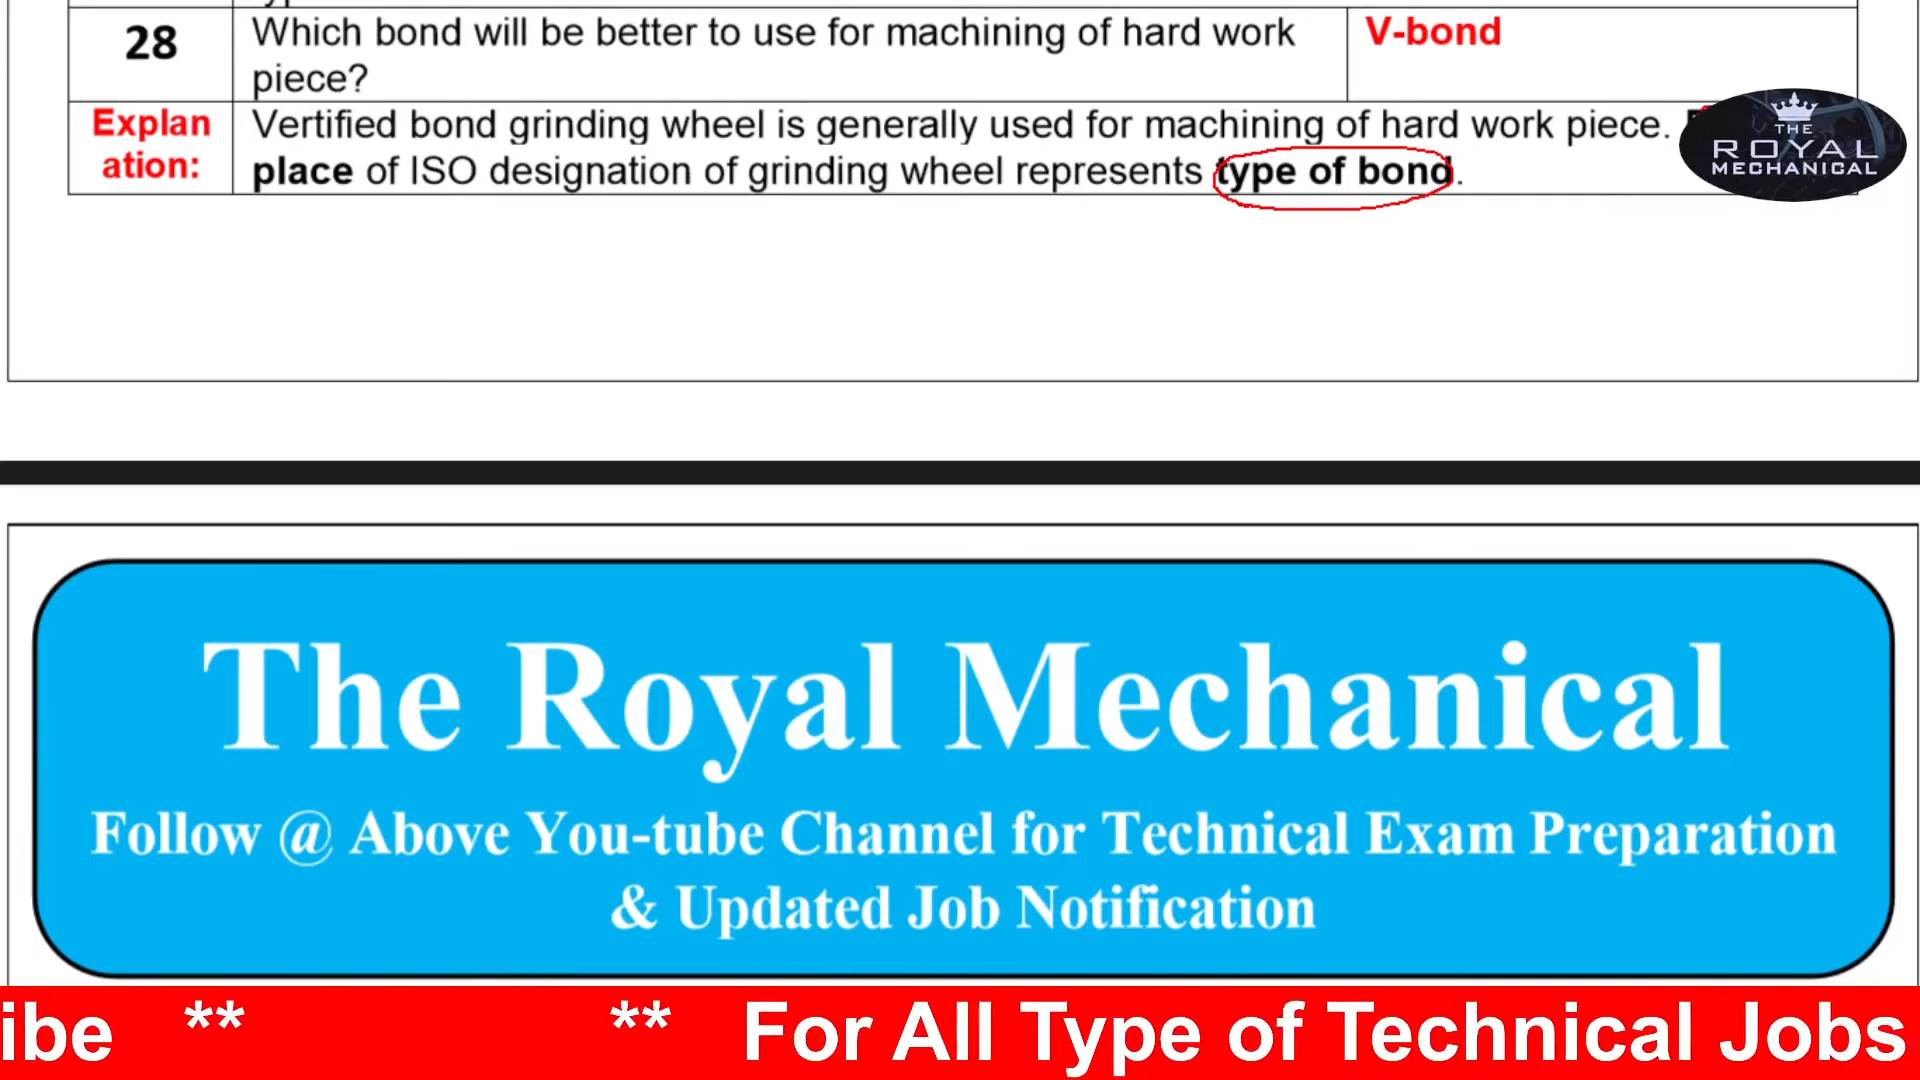 28
Which bond will be better to use for machining of hard work
piece?
V-bond
Explan
ation:
Vertified bond grinding wheel is generally used for machining of hard work piece.
place of ISO designation of grinding wheel represents type of bond.
THE
ROYAL
MECHANICAL
The Royal Mechanical
Follow @ Above You-tube Channel for Technical Exam Preparation
& Updated Job Notification
ibe ** ** For All Type of Technical Jobs